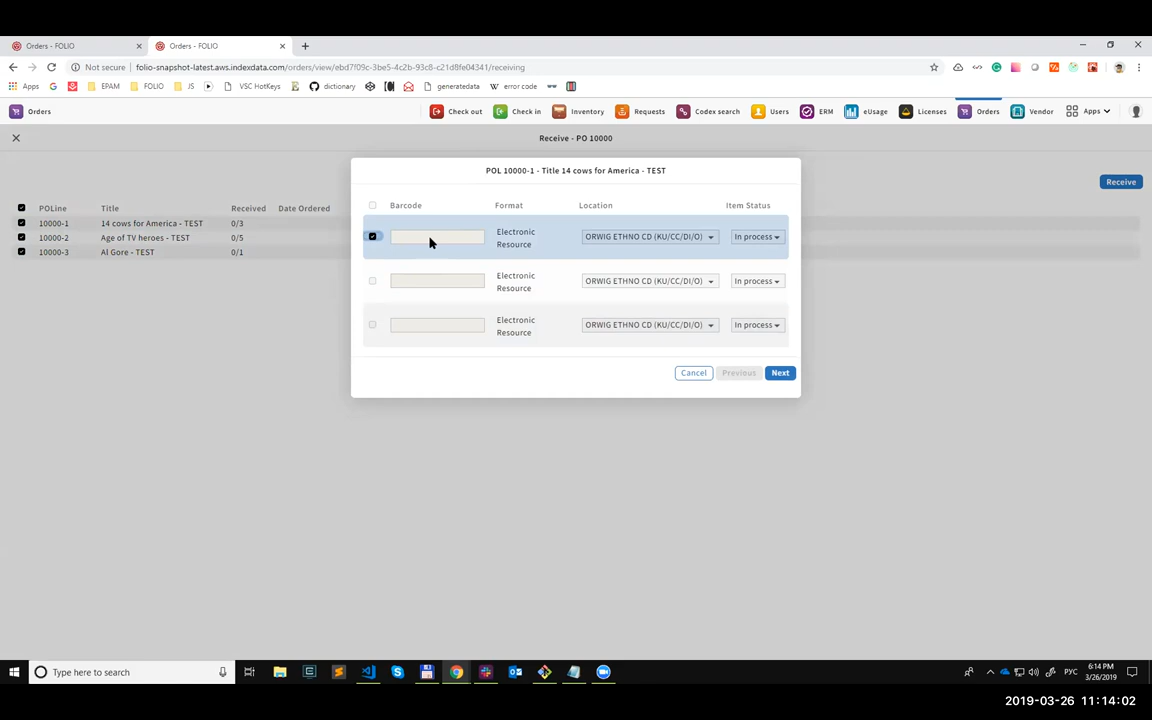 Orders - FOLIO
Orders - FOLIO
Not secure folio-snapshot-latest.aws.indexdata.com/orders/view/ebd7f09c-3be5-4c2b-93c8-c21d8fe04341/receiving
Apps EPAM FOLIO JS VSC HotKeys dictionary generatedata error code
Orders Check out Check in Inventory Requests Codex search Users ERM eUsage Licenses Orders Vendor Apps
Receive - PO 10000
POL 10000-1 - Title 14 cows for America - TEST
Receive
POLine Title Received Date Ordered
10000-1 14 cows for America - TEST 0/3
10000-2 Age of TV heroes - TEST 0/5
10000-3 Al Gore - TEST 0/1
Barcode Format Location Item Status
Electronic
Resource ORWIG ETHNO CD (KU/CC/DI/O) In process
Electronic
Resource ORWIG ETHNO CD (KU/CC/DI/O) In process
Electronic
Resource ORWIG ETHNO CD (KU/CC/DI/O) In process
Cancel Previous Next
Type here to search
РУС
6:14 PM
3/26/2019
2019-03-26 11:14:02